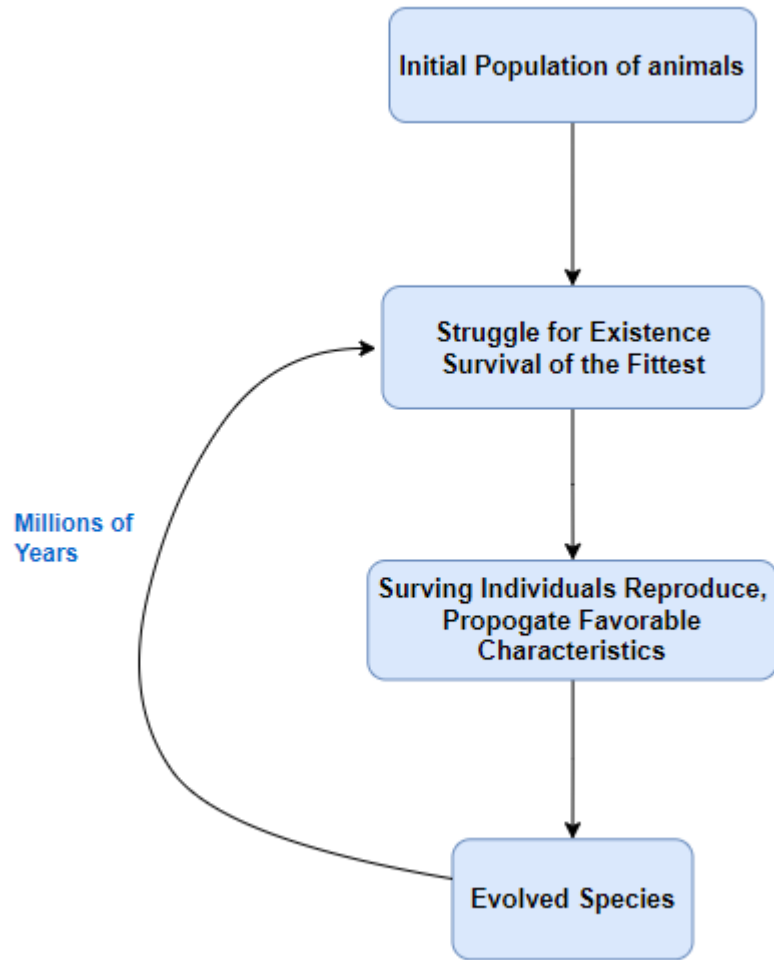 Initial Population of animals
Struggle for Existence
Survival of the Fittest
Millions of
Years
Surving Individuals Reproduce,
Propogate Favorable
Characteristics
Evolved Species